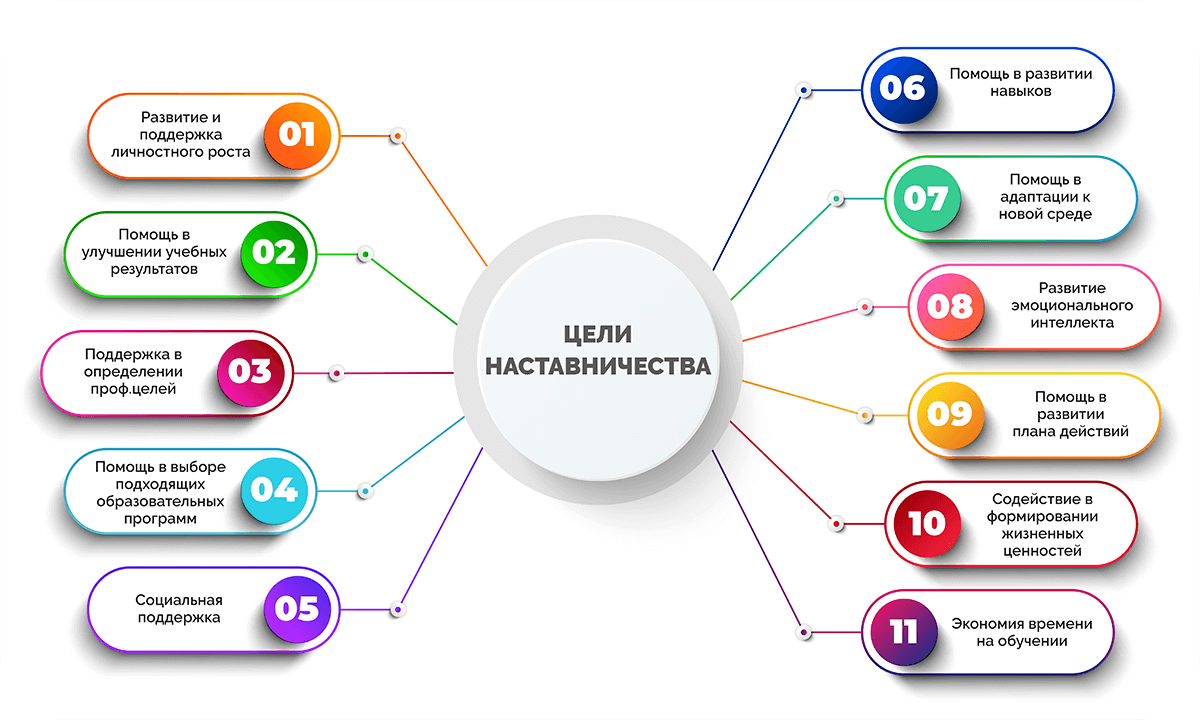 ЦЕЛИ
НАСТАВНИЧЕСТВА
Развитие и
поддержка
личностного роста
01
Помощь в
улучшении учебных
результатов
02
Поддержка в
определении
проф.целей
03
Помощь в выборе
подходящих
образовательных
программ
04
Социальная
поддержка
05
06
Помощь в развитии
навыков
07
Помощь в
адаптации к
новой среде
08
Развитие
эмоционального
интеллекта
09
Помощь в
развитии
плана действий
10
Содействие в
формировании
жизненных
ценностей
11
Экономия времени
на обучении